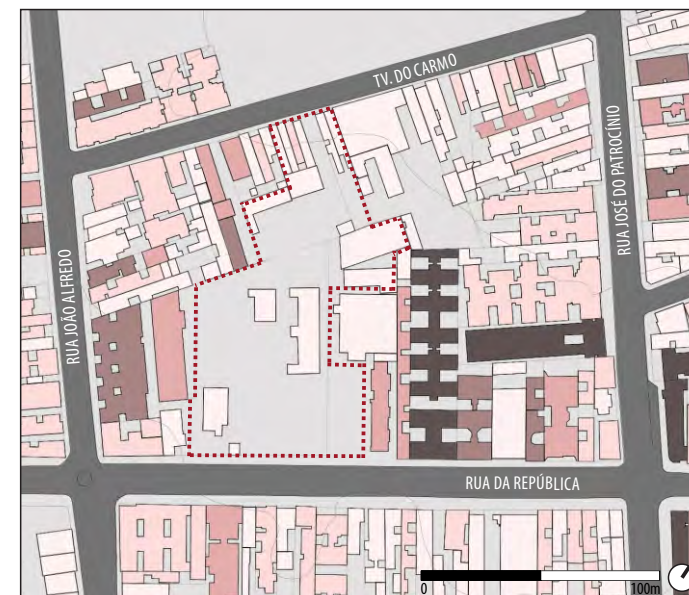 TV. DO CARMO
RUA JOSÉ DO PATROCÍNIO
RUA JOÃO ALFREDO
RUA DA REPÚBLICA
0 100m